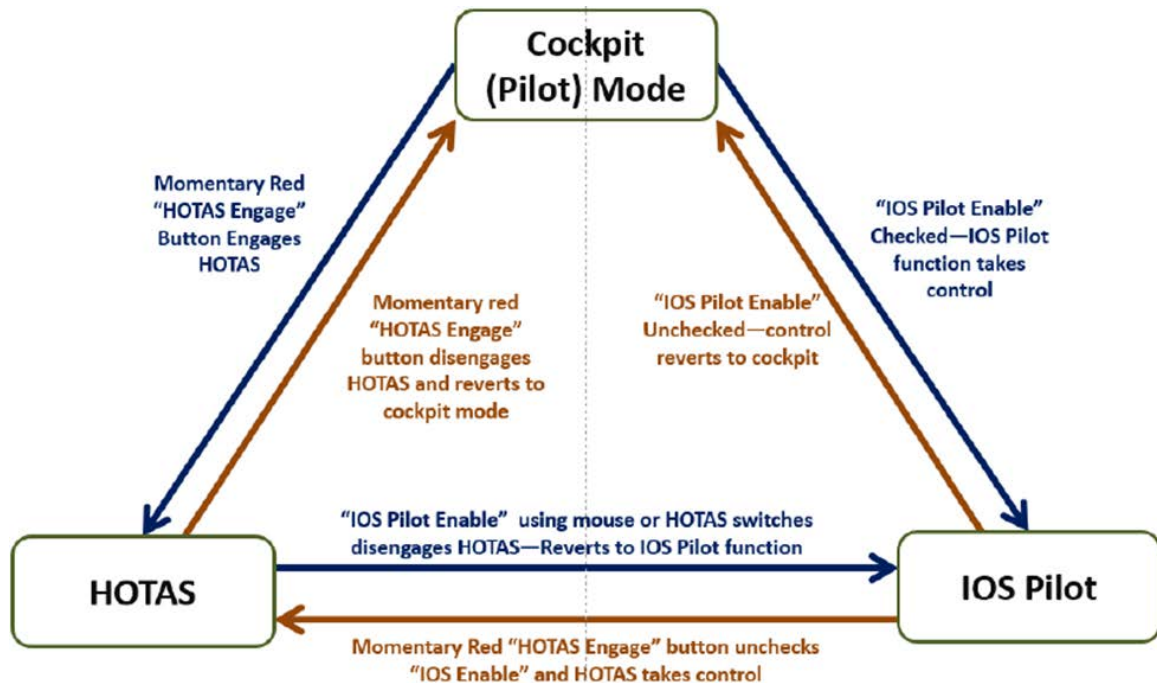 Cockpit
(Pilot) Mode
Momentary Red
“HOTAS Engage”
Button Engages
HOTAS
“IOS Pilot Enable”
Checked—IOS Pilot
function takes
control
Momentary red
“HOTAS Engage”
button disengages
HOTAS and reverts to
cockpit mode
“IOS Pilot Enable”
Unchecked—control
reverts to cockpit
“IOS Pilot Enable” using mouse or HOTAS switches
disengages HOTAS—Reverts to IOS Pilot function
HOTAS
IOS Pilot
Momentary Red “HOTAS Engage” button unchecks
“IOS Enable” and HOTAS takes control